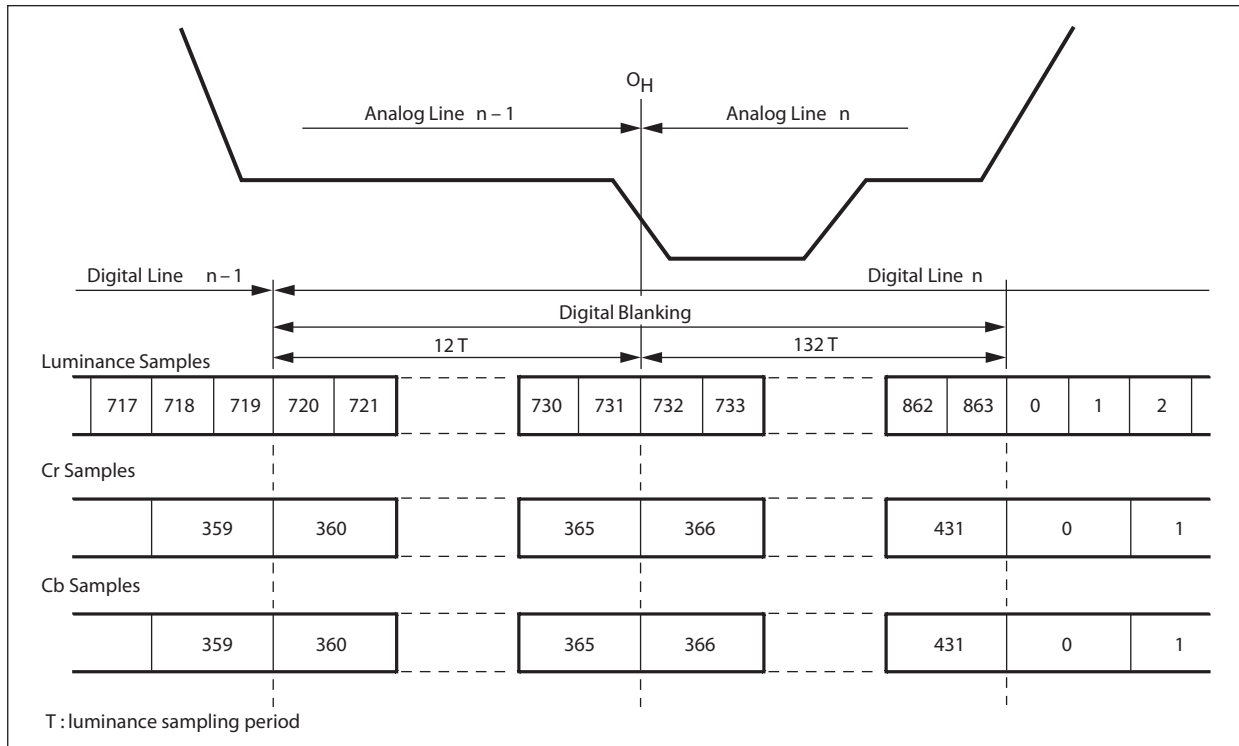 OH
Analog Line n – 1 Analog Line n
Digital Line n – 1 Digital Line n
Digital Blanking
12 T 132 T
Luminance Samples
717 718 719 720 721 730 731 732 733 862 863 0 1 2
Cr Samples
359 360 365 366 431 0 1
Cb Samples
359 360 365 366 431 0 1
T : luminance sampling period